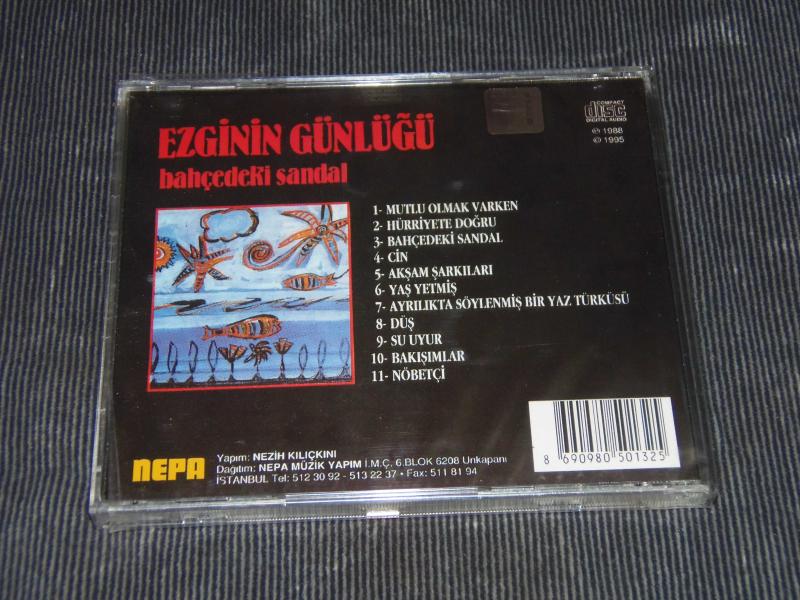 EZGİNİN GÜNLÜĞÜ
bahçedeki sandal
COMPACT
disc
DIGITAL AUDIO
℗ 1988
© 1995
1- MUTLU OLMAK VARKEN
2- HÜRRİYETE DOĞRU
3- BAHÇEDEKİ SANDAL
4- CİN
5- AKŞAM ŞARKILARI
6- YAŞ YETMİŞ
7- AYRILIKTA SÖYLENMİŞ BİR YAZ TÜRKÜSÜ
8- DÜŞ
9- SU UYUR
10- BAKIŞIMLAR
11- NÖBETÇİ
NEPA
Yapım: NEZİH KILIÇKINI
Dağıtım: NEPA MÜZİK YAPIM İ.M.Ç. 6.BLOK 6208 Unkapanı
İSTANBUL Tel: 512 30 92 - 513 22 37 • Fax: 511 81 94
8 690980 501325